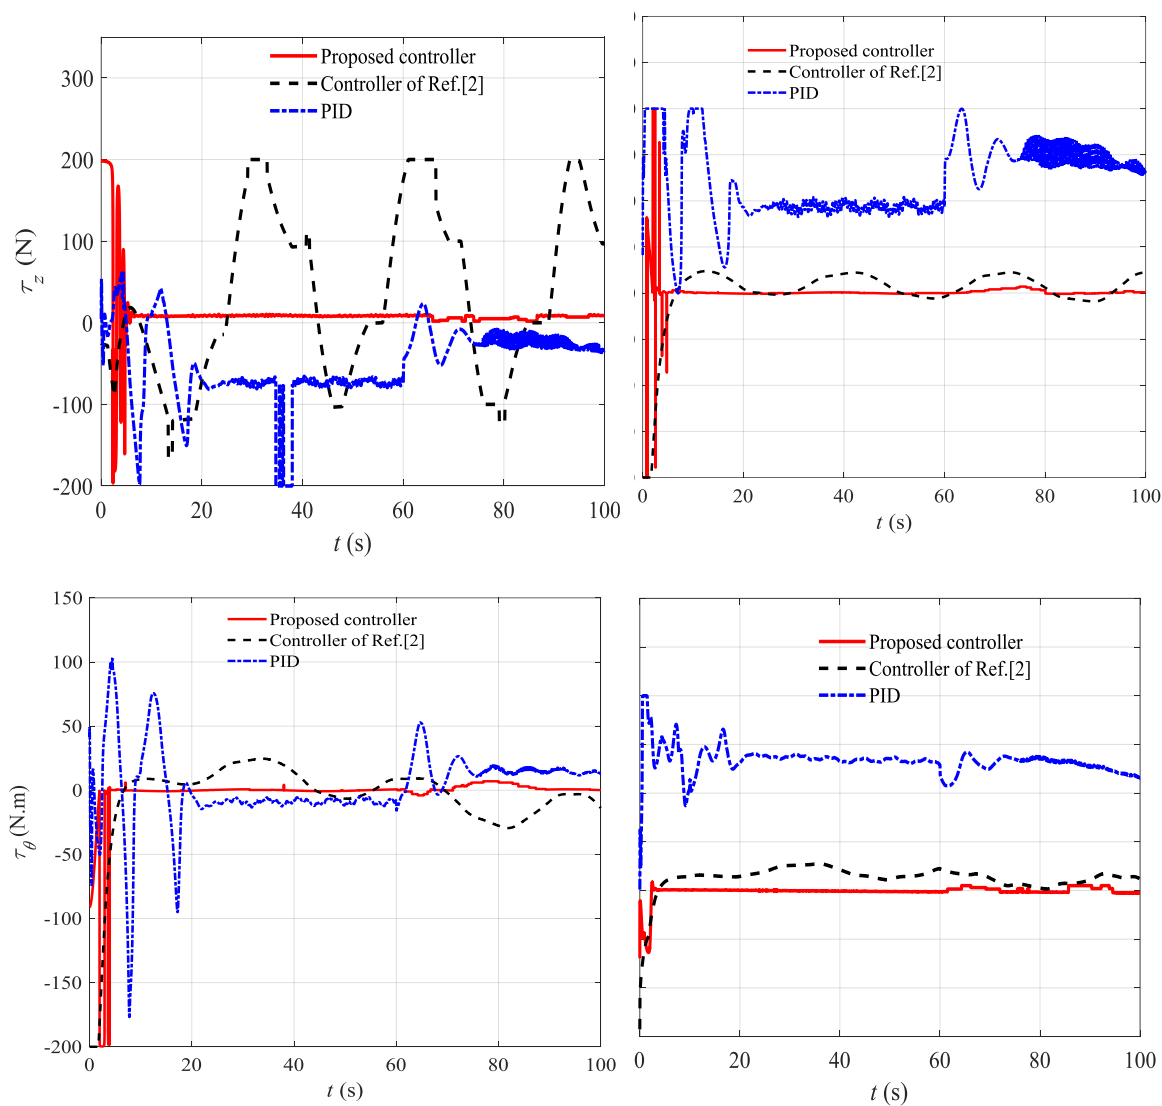 Proposed controller
Controller of Ref.[2]
PID
300
200
100
0
-100
-200
τz (N)
0 20 40 60 80 100
t (s)
Proposed controller
Controller of Ref.[2]
PID
0 20 40 60 80 100
t (s)
Proposed controller
Controller of Ref.[2]
PID
150
100
50
0
-50
-100
-150
-200
τθ (N.m)
0 20 40 60 80 100
t (s)
Proposed controller
Controller of Ref.[2]
PID
0 20 40 60 80 100
t (s)